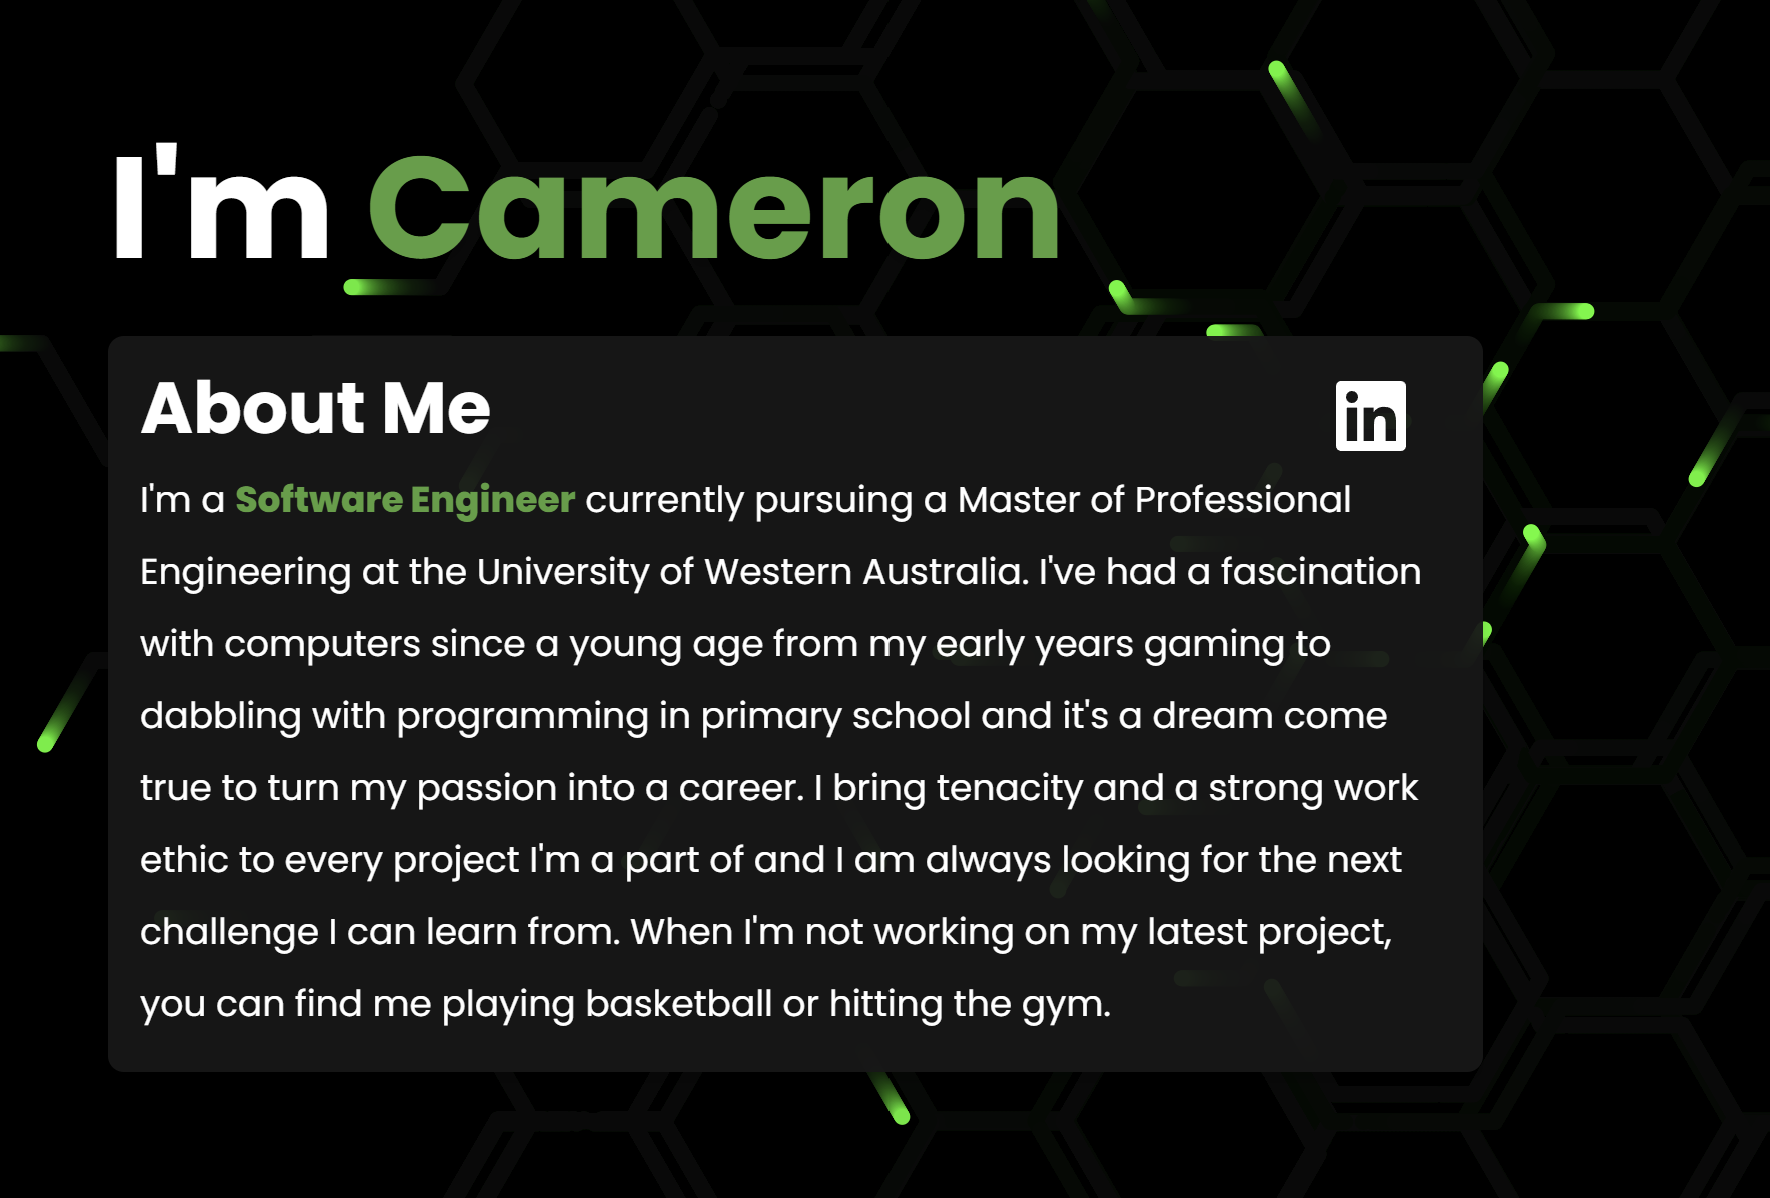 I'm Cameron
About Me
in
I'm a Software Engineer currently pursuing a Master of Professional
Engineering at the University of Western Australia. I've had a fascination
with computers since a young age from my early years gaming to
dabbling with programming in primary school and it's a dream come
true to turn my passion into a career. I bring tenacity and a strong work
ethic to every project I'm a part of and I am always looking for the next
challenge I can learn from. When I'm not working on my latest project,
you can find me playing basketball or hitting the gym.